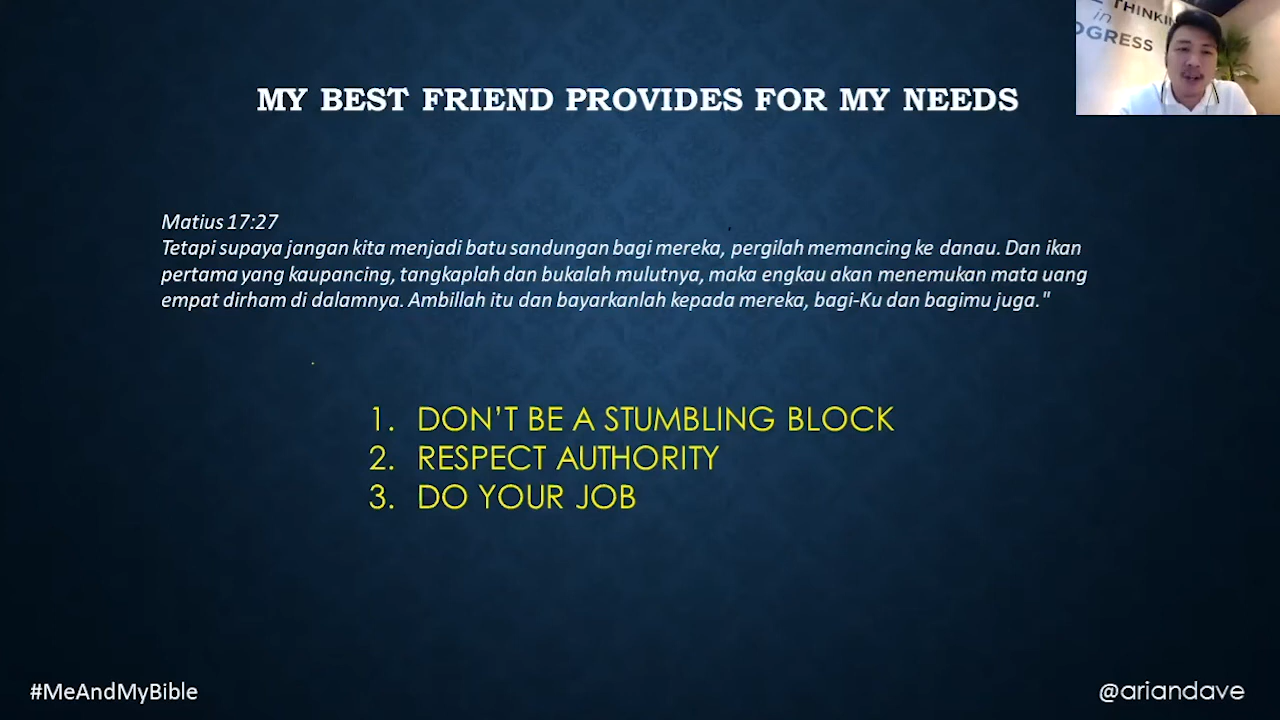 THINKIN
in
OGRESS
MY BEST FRIEND PROVIDES FOR MY NEEDS
Matius 17:27
Tetapi supaya jangan kita menjadi batu sandungan bagi mereka, pergilah memancing ke danau. Dan ikan
pertama yang kaupancing, tangkaplah dan bukalah mulutnya, maka engkau akan menemukan mata uang
empat dirham di dalamnya. Ambillah itu dan bayarkanlah kepada mereka, bagi-Ku dan bagimu juga."
1. DON'T BE A STUMBLING BLOCK
2. RESPECT AUTHORITY
3. DO YOUR JOB
#MeAndMyBible
@ariandave